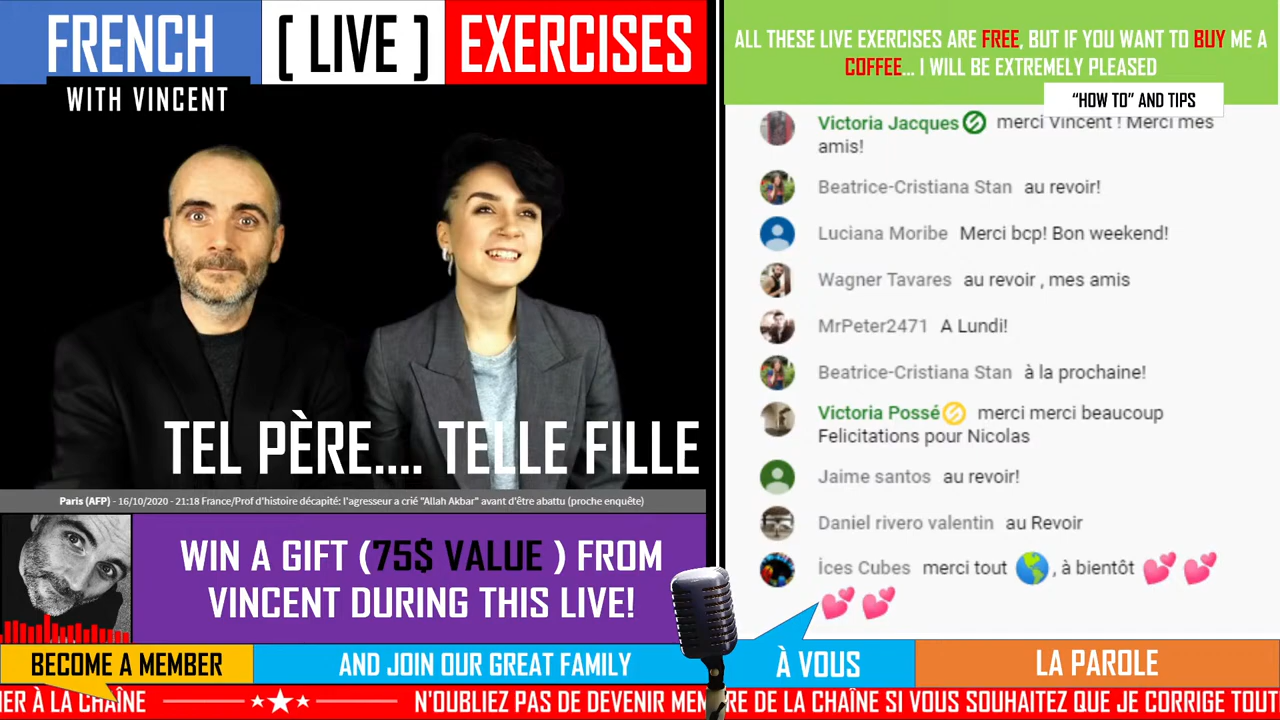 FRENCH
[ LIVE ]
EXERCISES
WITH VINCENT
TEL PÈRE.... TELLE FILLE
Paris (AFP) - 16/10/2020 - 21:18 France/Prof d'histoire décapité: l'agresseur a crié "Allah Akbar" avant d'être abattu (proche enquête)
WIN A GIFT (75$ VALUE ) FROM
VINCENT DURING THIS LIVE!
ALL THESE LIVE EXERCISES ARE FREE, BUT IF YOU WANT TO BUY ME A
COFFEE... I WILL BE EXTREMELY PLEASED
“HOW TO” AND TIPS
Victoria Jacques merci Vincent ! Merci mes
amis!
Beatrice-Cristiana Stan au revoir!
Luciana Moribe Merci bcp! Bon weekend!
Wagner Tavares au revoir , mes amis
MrPeter2471 A Lundi!
Beatrice-Cristiana Stan à la prochaine!
Victoria Possé merci merci beaucoup
Felicitations pour Nicolas
Jaime santos au revoir!
Daniel rivero valentin au Revoir
İces Cubes merci tout 🌎, à bientôt 💕 💕
💕 💕
BECOME A MEMBER
AND JOIN OUR GREAT FAMILY
À VOUS
LA PAROLE
IER À LA CHAÎNE
N'OUBLIEZ PAS DE DEVENIR MEM RE DE LA CHAÎNE SI VOUS SOUHAITEZ QUE JE CORRIGE TOUT